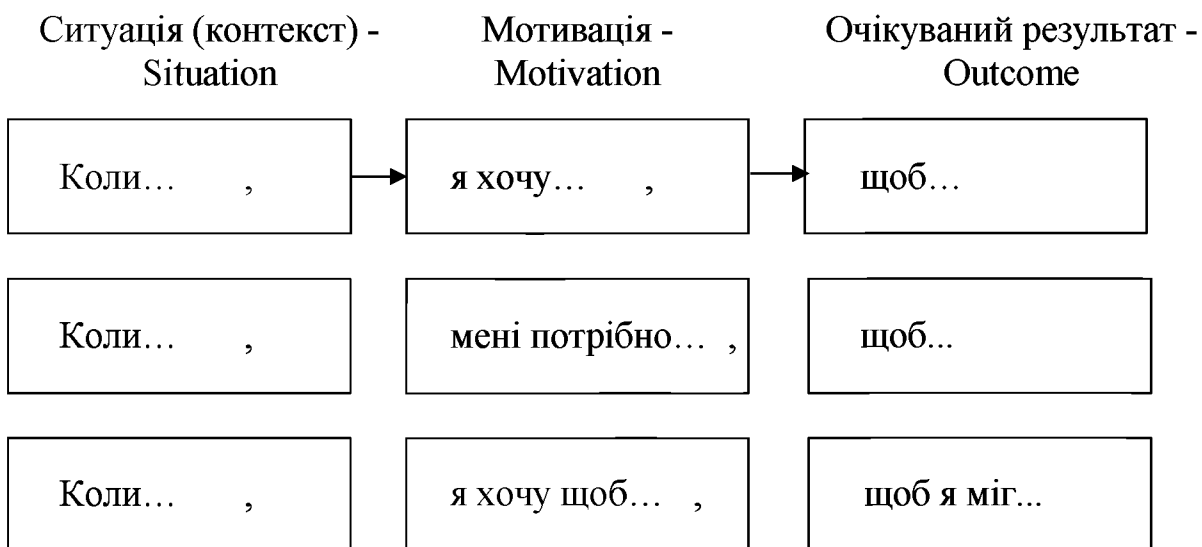 Ситуація (контекст) - Мотивація - Очікуваний результат -
Situation Motivation Outcome
Коли… , я хочу… , щоб…
Коли… , мені потрібно… , щоб...
Коли… , я хочу щоб… , щоб я міг...